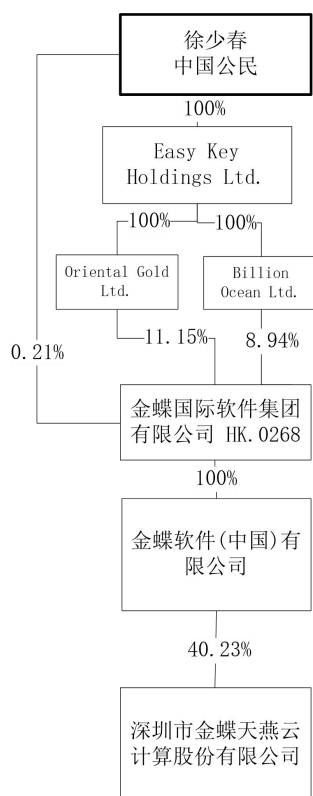 徐少春
中国公民
100%
Easy Key
Holdings Ltd.
100%
100%
Oriental Gold
Ltd.
Billion
Ocean Ltd.
11.15%
8.94%
0.21%
金蝶国际软件集团
有限公司 HK.0268
100%
金蝶软件(中国)有
限公司
40.23%
深圳市金蝶天燕云
计算股份有限公司